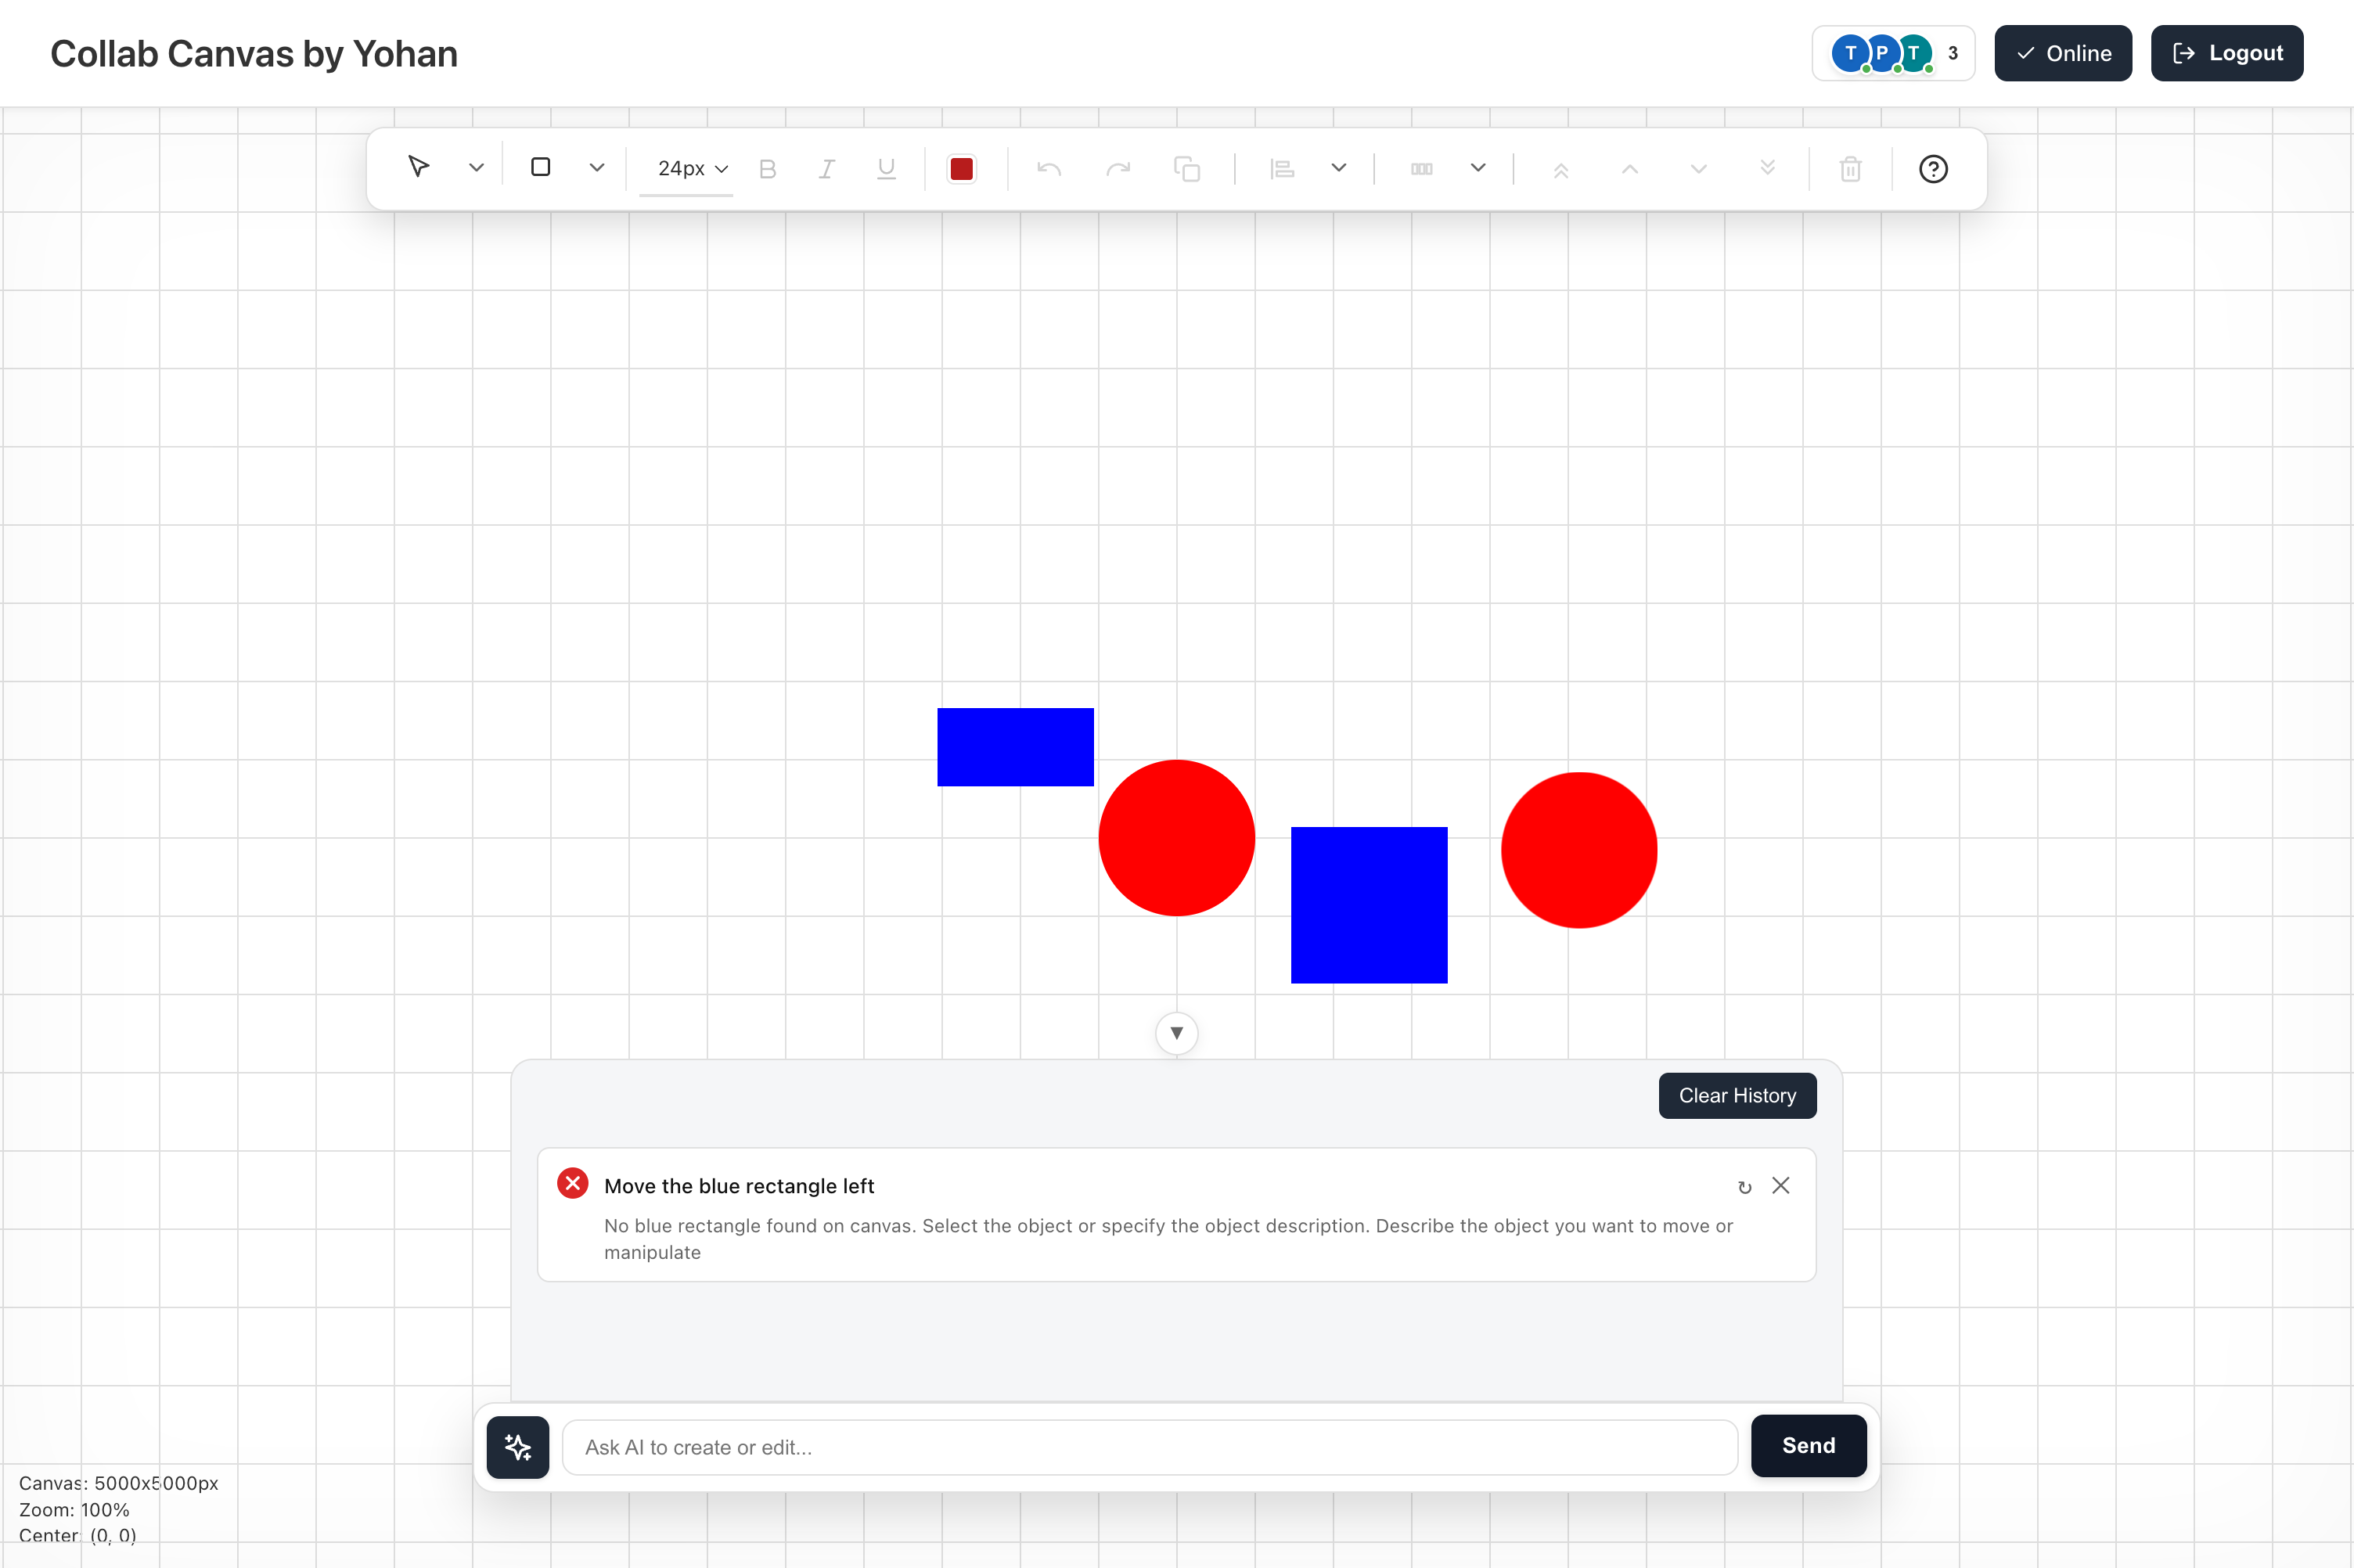 Collab Canvas by Yohan
T P T 3
Online
Logout
24px
B I U
Clear History
Move the blue rectangle left
No blue rectangle found on canvas. Select the object or specify the object description. Describe the object you want to move or
manipulate
Ask AI to create or edit...
Send
Canvas: 5000x5000px
Zoom: 100%
Center: (0, 0)